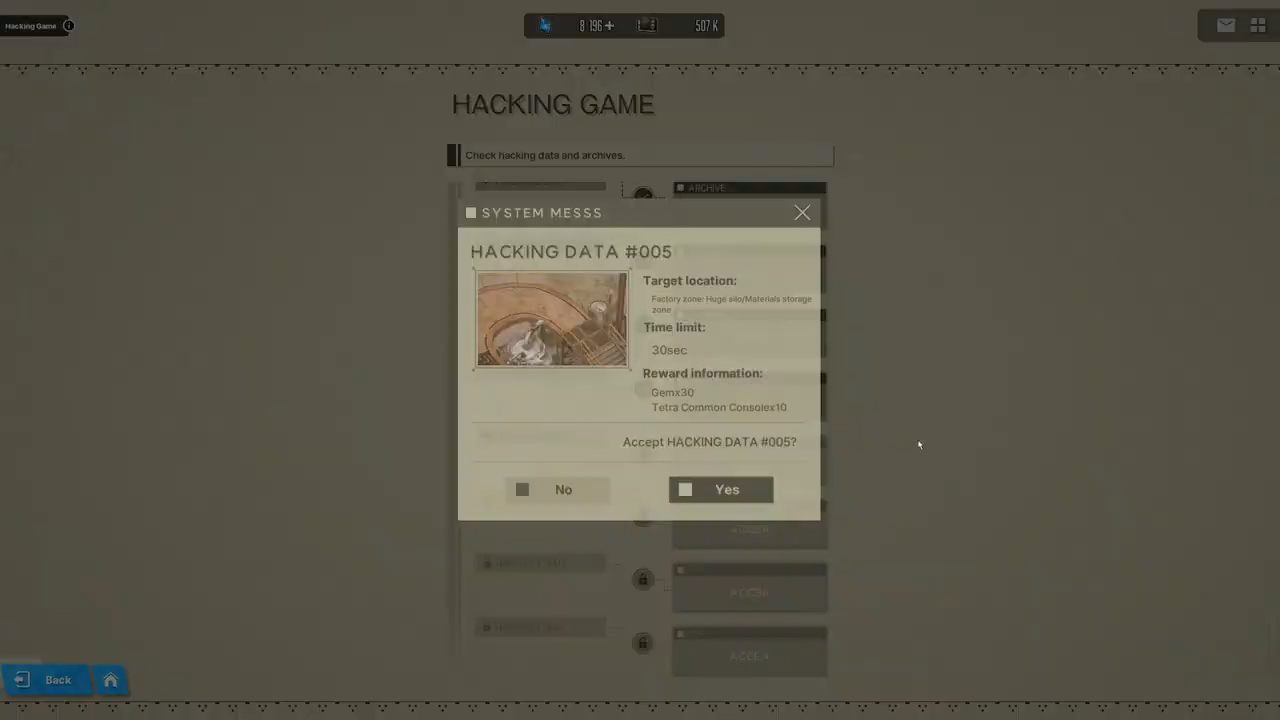 Hacking Game
8 196
507 K
HACKING GAME
Check hacking data and archives.
ARCHIVE
SYSTEM MESSS
HACKING DATA #005
Target location:
Factory zone: Huge silo/Materials storage
zone
Time limit:
30sec
Reward information:
Gemx30
Tetra Common Consolex10
Accept HACKING DATA #005?
No
Yes
Back